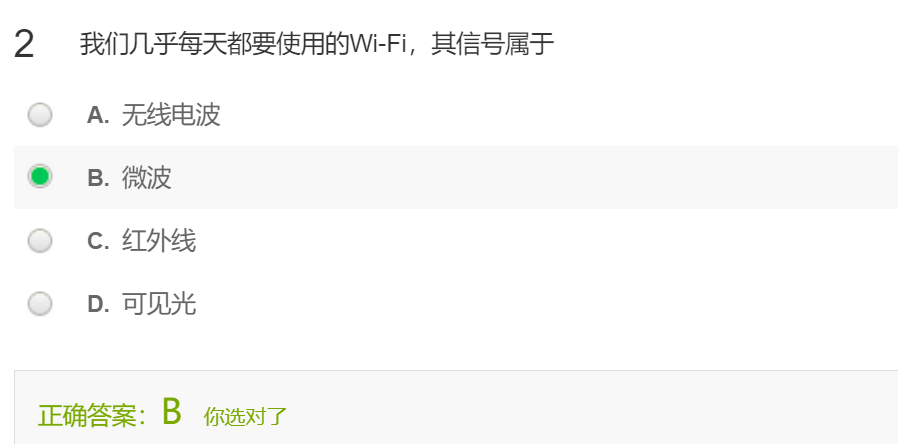 2 我们几乎每天都要使用的Wi-Fi，其信号属于
A. 无线电波
B. 微波
C. 红外线
D. 可见光
正确答案：B 你选对了